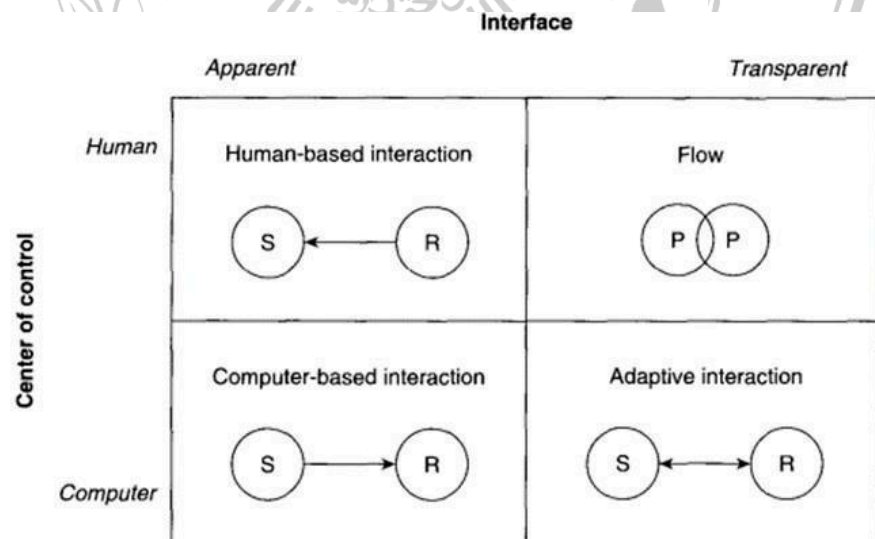 Interface
Apparent Transparent
Human
Human-based interaction
S R
Flow
P P
Center of control
Computer-based interaction
S R
Adaptive interaction
S R
Computer